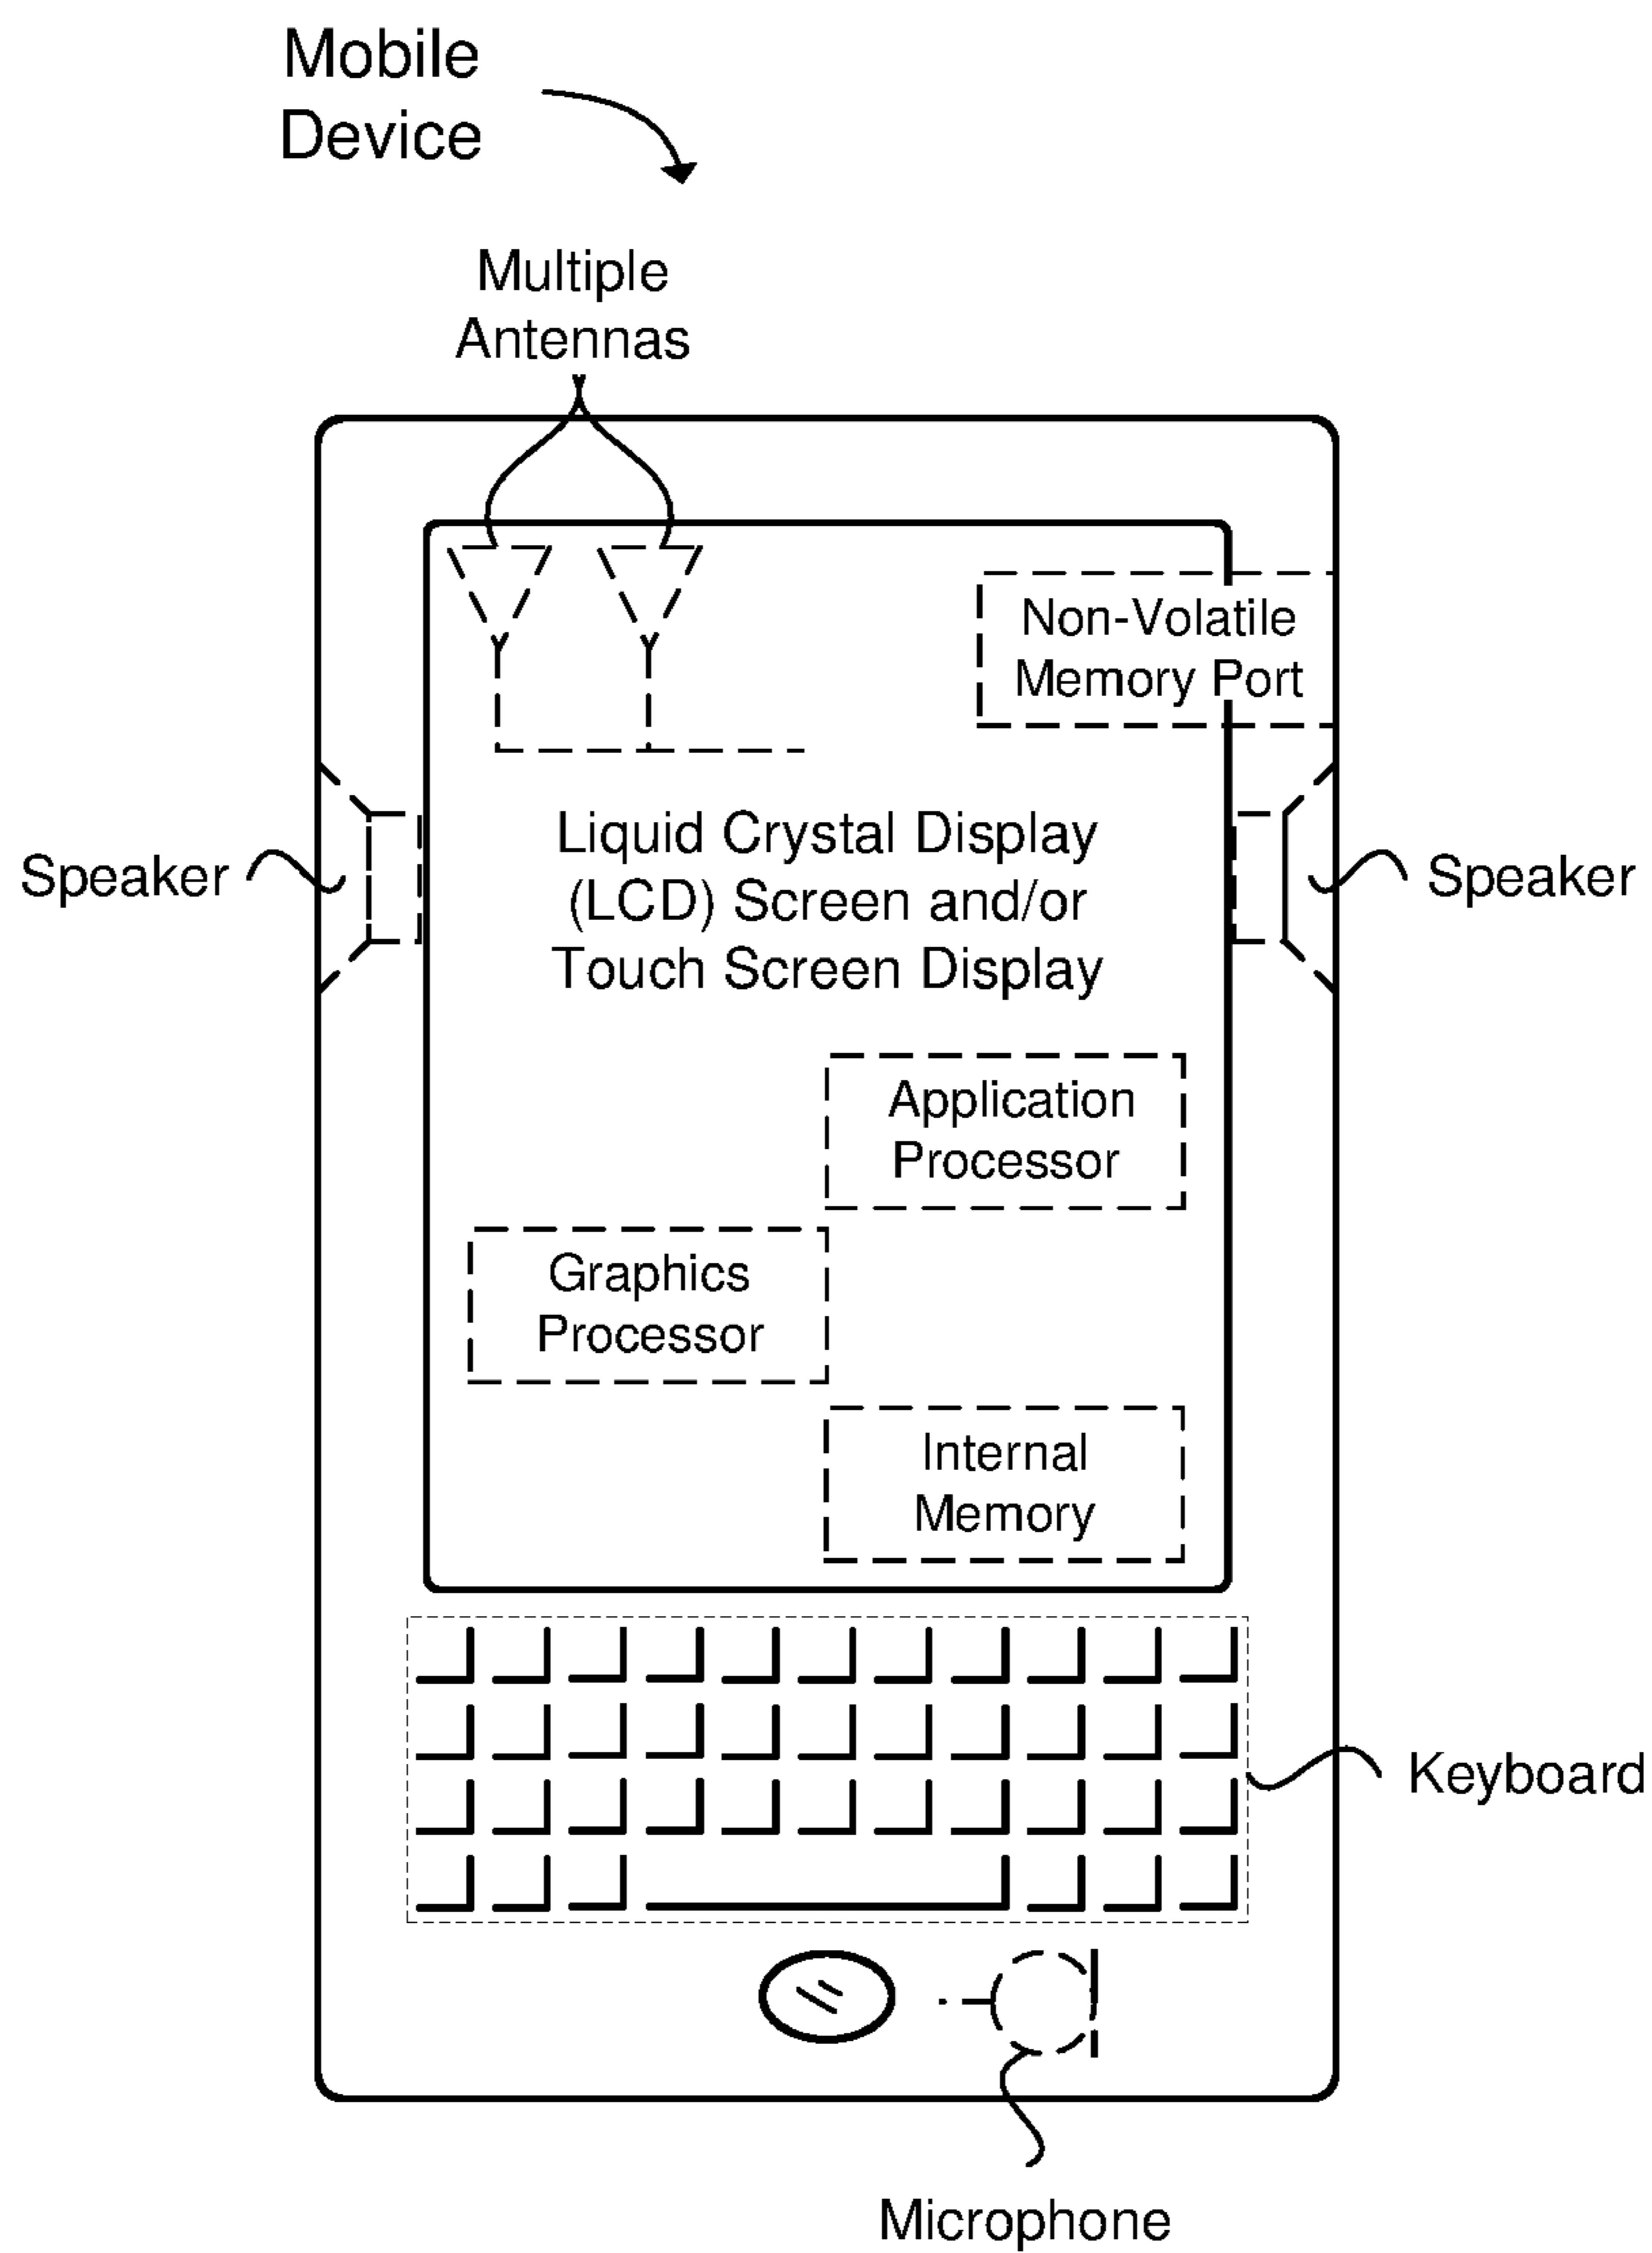 Mobile
Device
Multiple
Antennas
Non-Volatile
Memory Port
Liquid Crystal Display
(LCD) Screen and/or
Touch Screen Display
Speaker
Speaker
Application
Processor
Graphics
Processor
Internal
Memory
Keyboard
Microphone